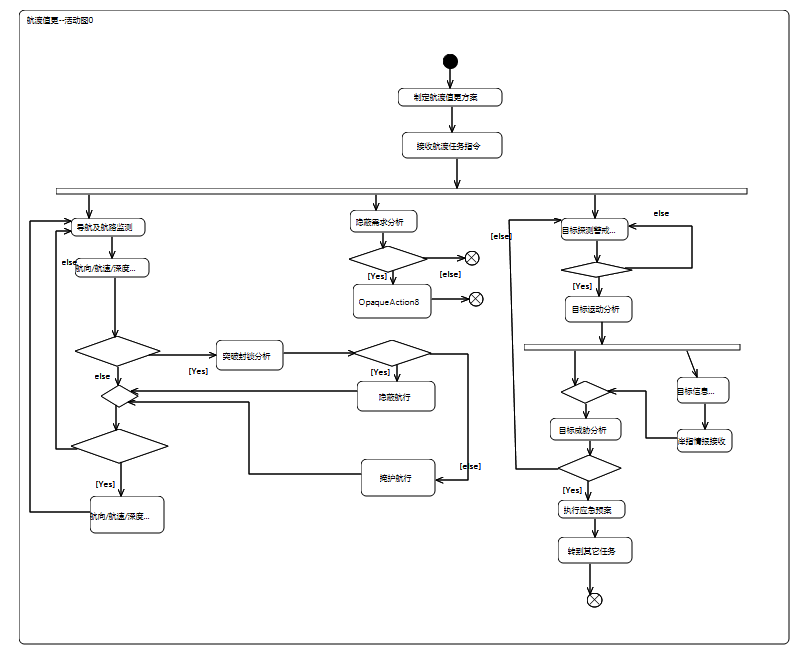 航渡值更--活动图0
制定航渡值更方案
接收航渡任务指令
导航及航路监测
隐蔽需求分析
目标探测警戒...
else
[else]
else
航向/航速/深度...
[Yes]
[else]
[Yes]
OpaqueAction8
目标运动分析
突破封锁分析
else
[Yes]
[Yes]
隐蔽航行
目标信息...
目标威胁分析
岸指情报接收
[else]
掩护航行
[Yes]
[Yes]
航向/航速/深度...
执行应急预案
转到其它任务